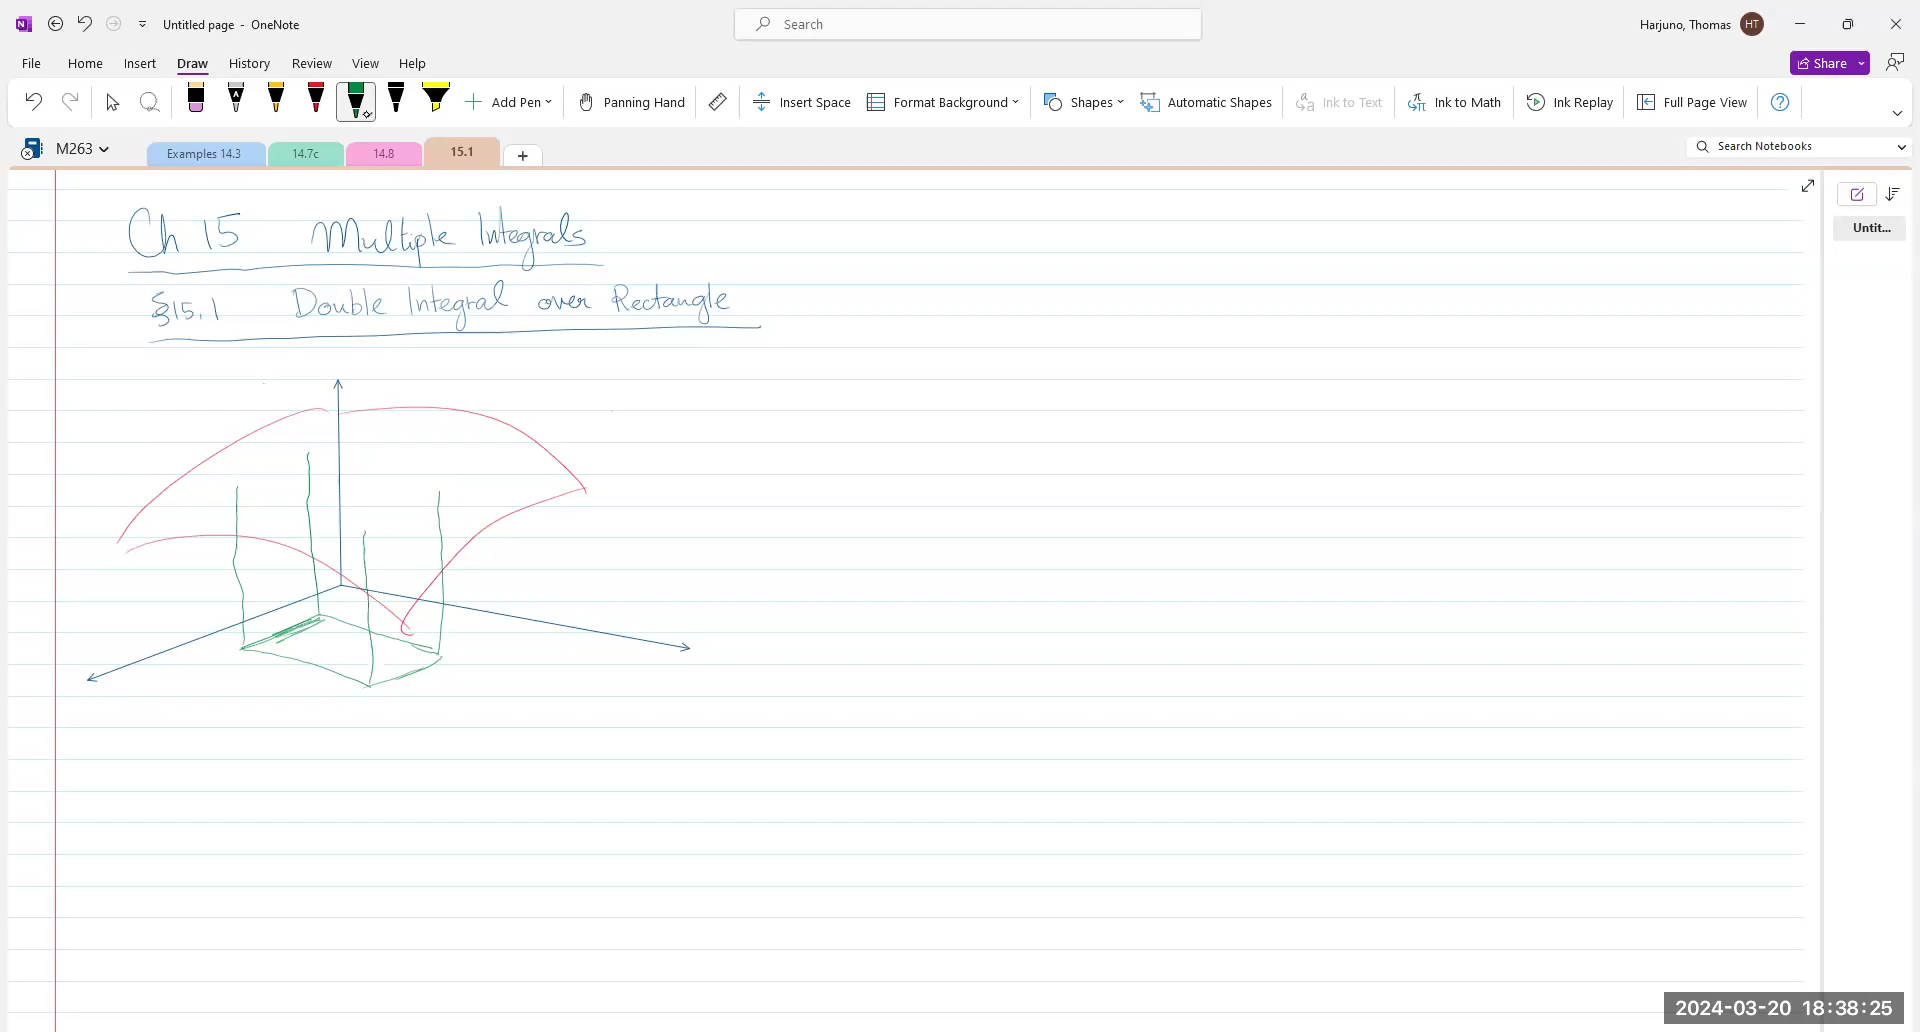 Untitled page - OneNote
Search
Harjuno, Thomas
HT
File Home Insert Draw History Review View Help
Share
Add Pen
Panning Hand
Insert Space
Format Background
Shapes
Automatic Shapes
Ink to Text
Ink to Math
Ink Replay
Full Page View
M263
Examples 14.3
14.7c
14.8
15.1
Search Notebooks
Untit...
Ch 15 Multiple Integrals
§15.1 Double Integral over Rectangle
2024-03-20 18:38:25